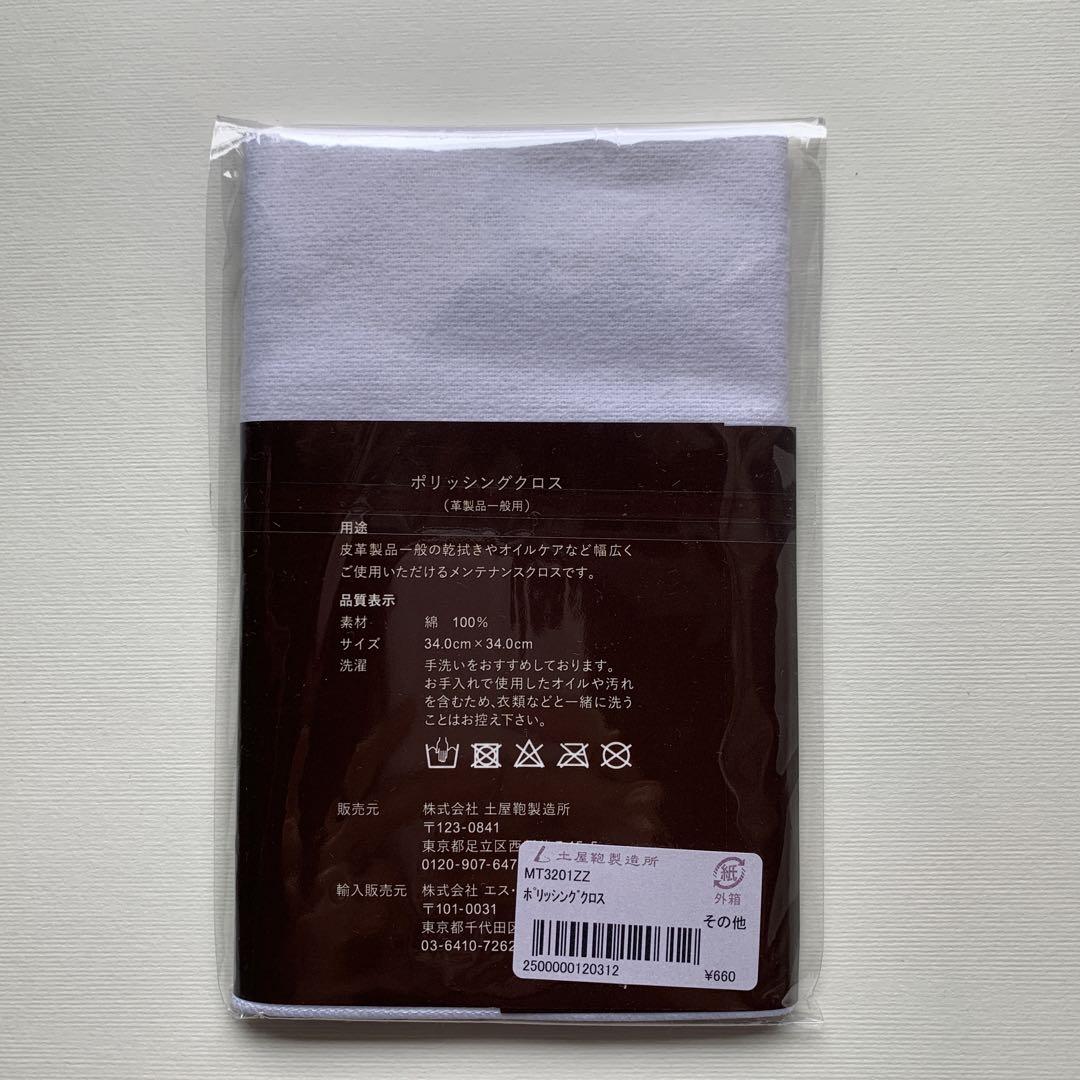 ポリッシングクロス
（革製品一般用）
用途
皮革製品一般の乾拭きやオイルケアなど幅広く
ご使用いただけるメンテナンスクロスです。
品質表示
素材 綿 100%
サイズ 34.0cm×34.0cm
洗濯 手洗いをおすすめしております。
お手入れで使用したオイルや汚れ
を含むため、衣類などと一緒に洗う
ことはお控え下さい。
販売元 株式会社 土屋鞄製造所
〒123-0841
東京都足立区西
0120-907-647
輸入販売元 株式会社 エス・
〒101-0031
東京都千代田区
03-6410-7262
土屋鞄製造所
MT3201ZZ
ﾎﾟﾘｯｼﾝｸﾞｸﾛｽ
紙
外箱
その他
2500000120312
¥660